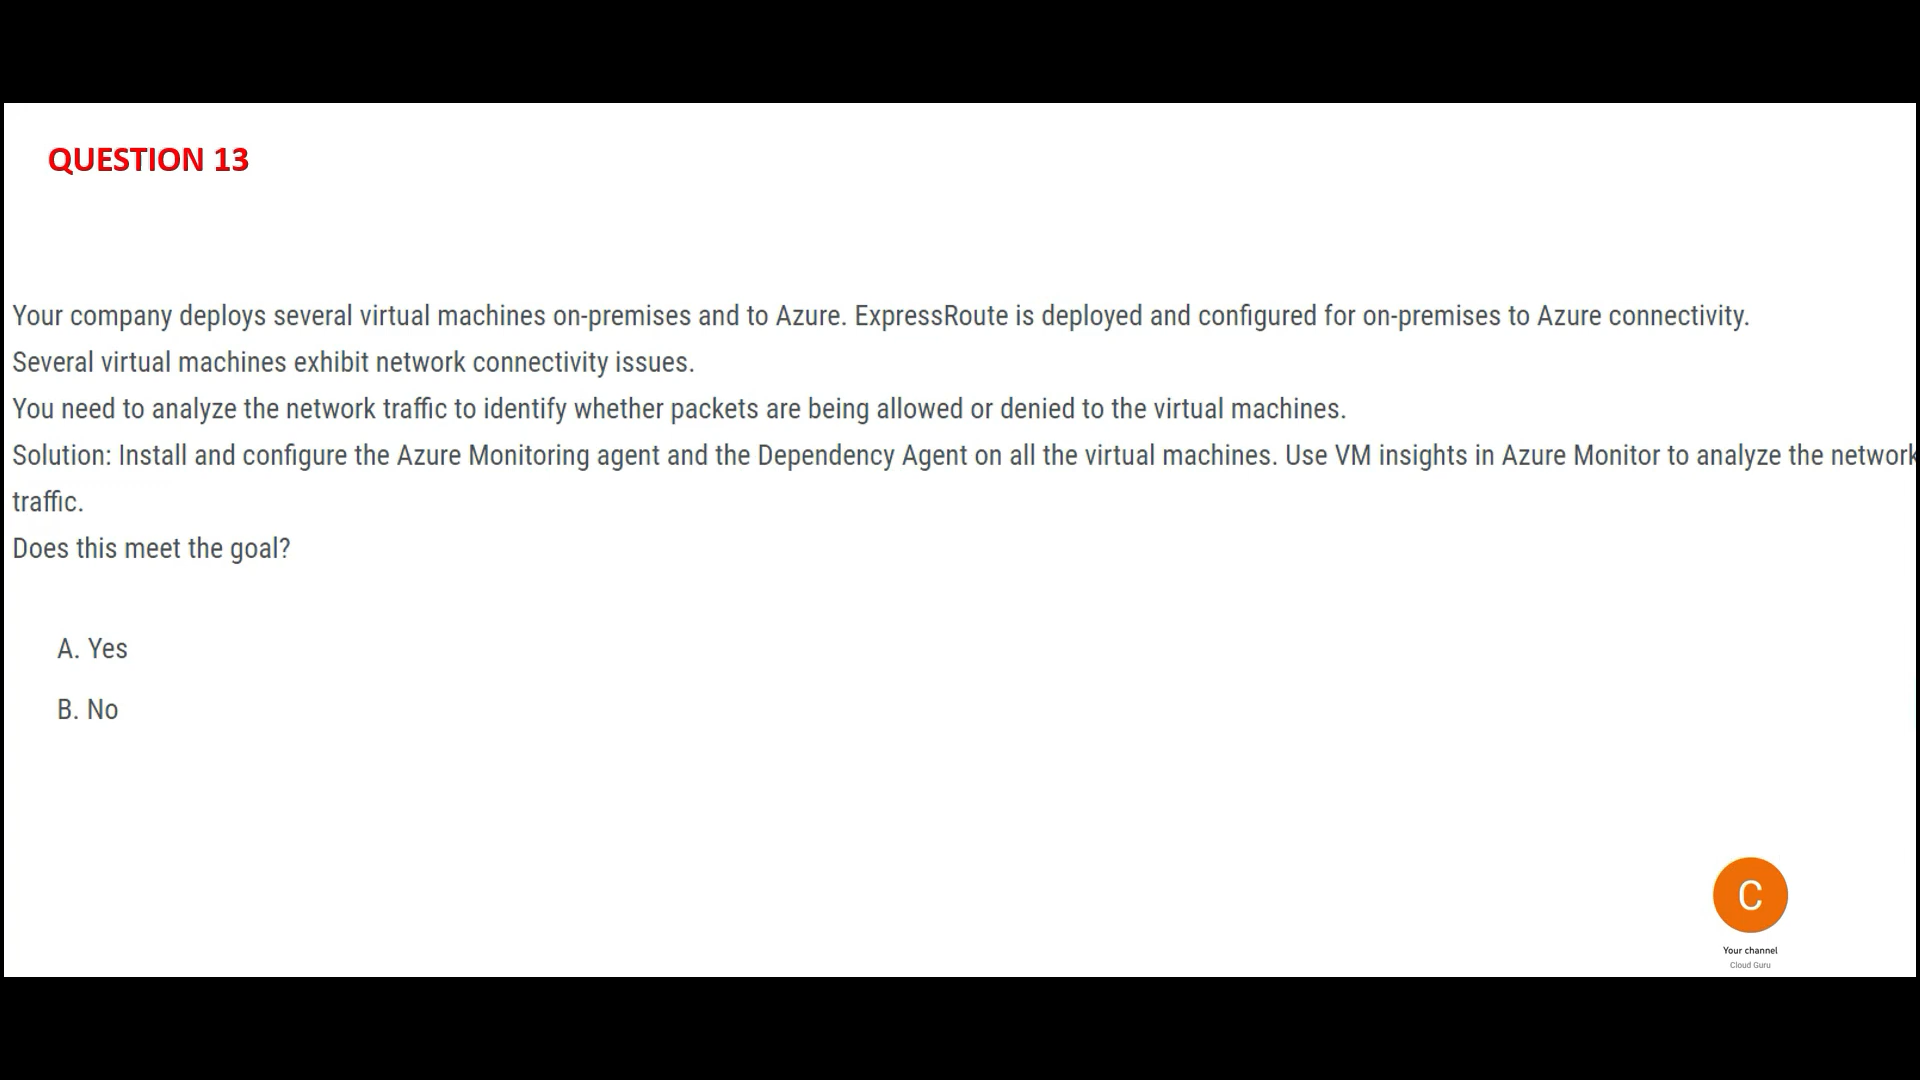 QUESTION 13
Your company deploys several virtual machines on-premises and to Azure. ExpressRoute is deployed and configured for on-premises to Azure connectivity.
Several virtual machines exhibit network connectivity issues.
You need to analyze the network traffic to identify whether packets are being allowed or denied to the virtual machines.
Solution: Install and configure the Azure Monitoring agent and the Dependency Agent on all the virtual machines. Use VM insights in Azure Monitor to analyze the network
traffic.
Does this meet the goal?
A. Yes
B. No
C
Your channel
Cloud Guru